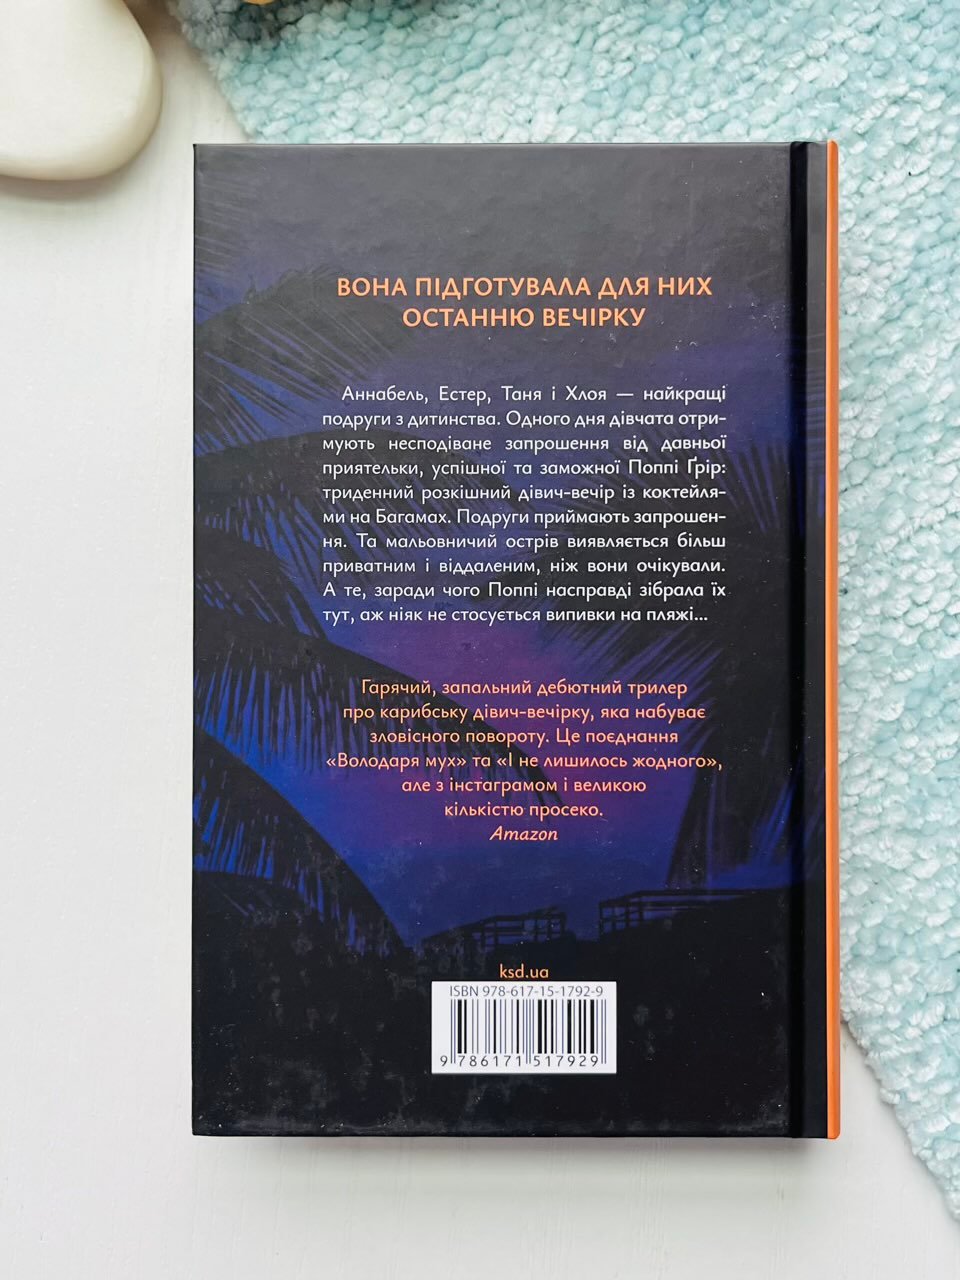 ВОНА ПІДГОТУВАЛА ДЛЯ НИХ
ОСТАННЮ ВЕЧІРКУ
Аннабель, Естер, Таня і Хлоя — найкращі
подруги з дитинства. Одного дня дівчата отри-
мують несподіване запрошення від давньої
приятельки, успішної та заможної Поппі Ґрір:
триденний розкішний дівич-вечір із коктейля-
ми на Багамах. Подруги приймають запрошен-
ня. Та мальовничий острів виявляється більш
приватним і віддаленим, ніж вони очікували.
А те, заради чого Поппі насправді зібрала їх
тут, аж ніяк не стосується випивки на пляжі...
Гарячий, запальний дебютний трилер
про карибську дівич-вечірку, яка набуває
зловісного повороту. Це поєднання
«Володаря мух» та «І не лишилось жодного»,
але з інстаграмом і великою
кількістю просеко.
Amazon
ksd.ua
ISBN 978-617-15-1792-9
9 786171 517929